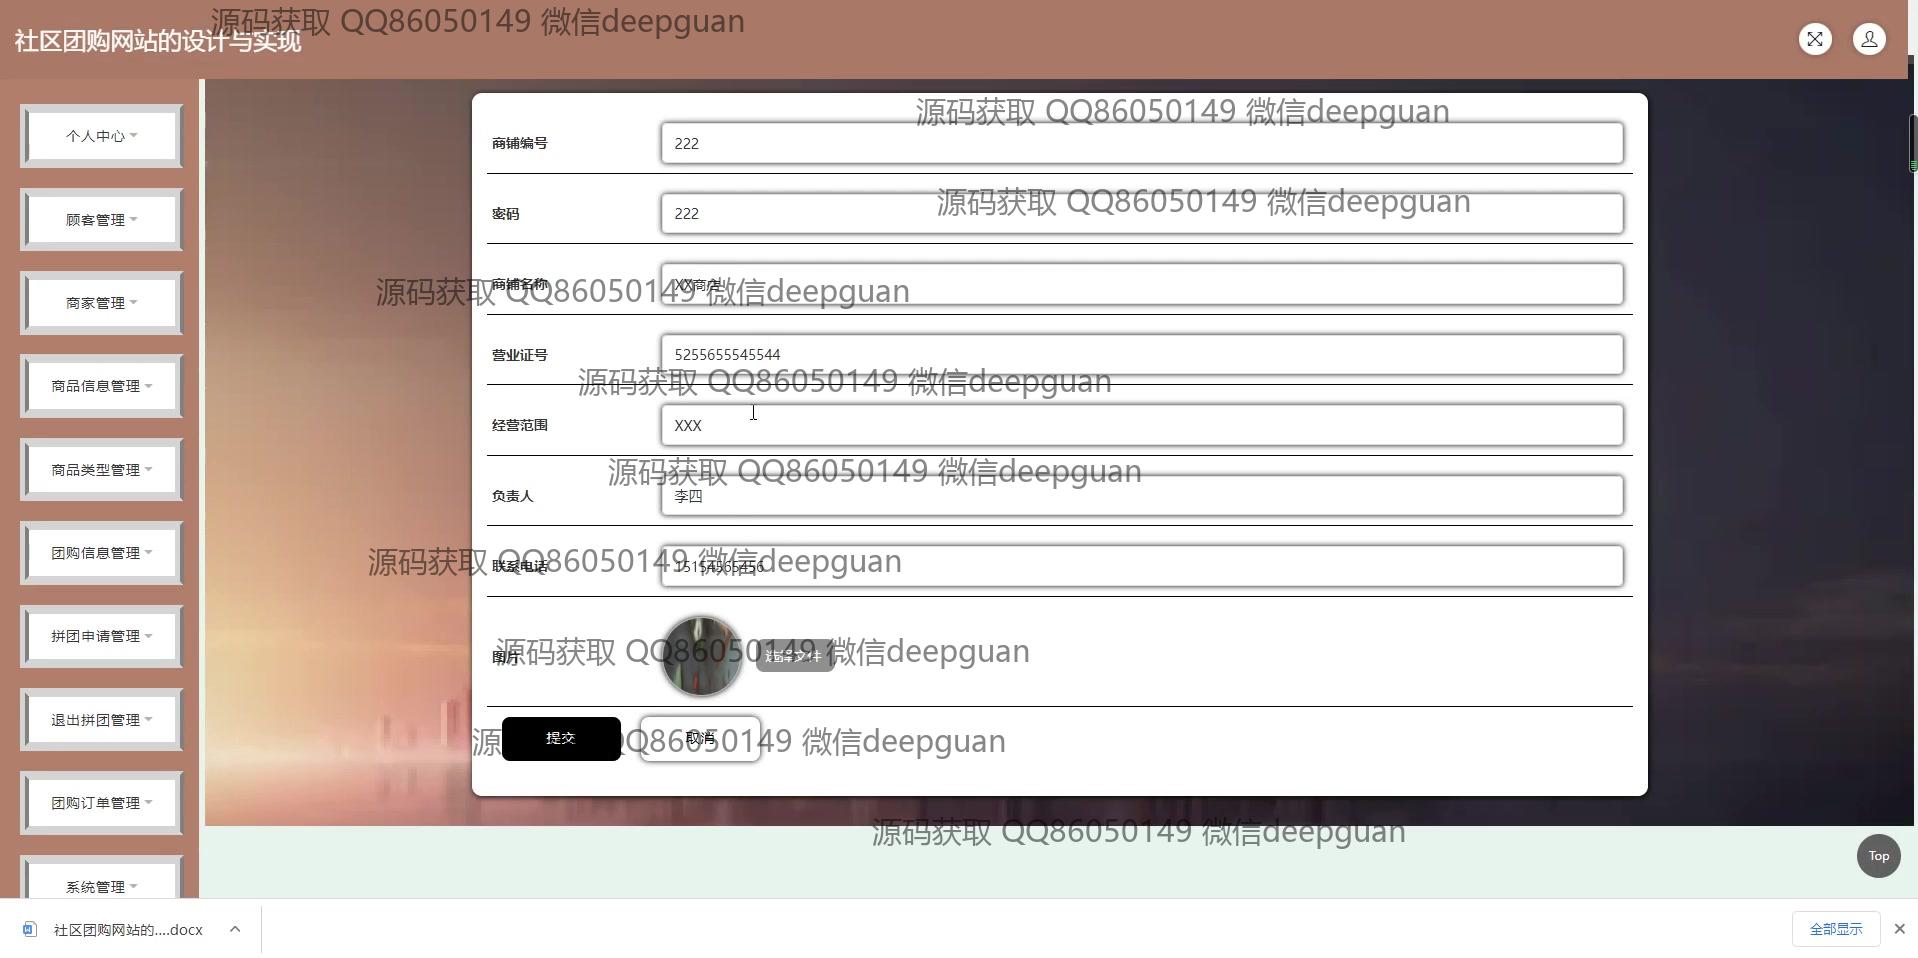 源码获取 QQ86050149 微信deepguan
社区团购网站的设计与实现
个人中心
顾客管理
商家管理
商品信息管理
商品类型管理
团购信息管理
拼团申请管理
退出拼团管理
团购订单管理
系统管理
源码获取 QQ86050149 微信deepguan
商铺编号 222
源码获取 QQ86050149 微信deepguan
密码 222
源码获取 QQ86050149 微信deepguan
商铺名称 XX商店
营业证号 5255655545544
源码获取 QQ86050149 微信deepguan
经营范围 XXX
源码获取 QQ86050149 微信deepguan
负责人 李四
源码获取 QQ86050149 微信deepguan
联系电话 15154565456
源码获取 QQ86050149 微信deepguan
图片 选择文件
源 Q86050149 微信deepguan
提交 取消
源码获取 QQ86050149 微信deepguan
Top
社区团购网站的....docx
全部显示